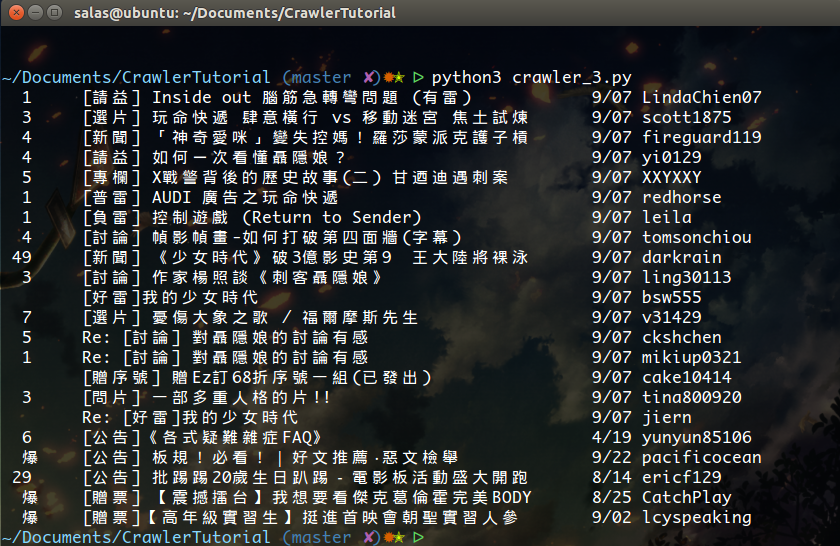 salas@ubuntu: ~/Documents/CrawlerTutorial
~/Documents/CrawlerTutorial (master ✘)✹✭ ᐅ python3 crawler_3.py
1 [請益] Inside out 腦筋急轉彎問題 (有雷) 9/07 LindaChien07
3 [選片] 玩命快遞 肆意橫行 vs 移動迷宮 焦土試煉 9/07 scott1875
4 [新聞] 「神奇愛咪」變失控媽！羅莎蒙派克護子槓 9/07 fireguard119
4 [請益] 如何一次看懂聶隱娘？ 9/07 yi0129
5 [專欄] X戰警背後的歷史故事(二) 甘迺迪遇刺案 9/07 XXYXXY
1 [普雷] AUDI 廣告之玩命快遞 9/07 redhorse
1 [負雷] 控制遊戲 (Return to Sender) 9/07 leila
4 [討論] 幀影幀畫-如何打破第四面牆(字幕) 9/07 tomsonchiou
49 [新聞] 《少女時代》破3億影史第9 王大陸將裸泳 9/07 darkrain
3 [討論] 作家楊照談《刺客聶隱娘》 9/07 ling30113
[好雷]我的少女時代 9/07 bsw555
7 [選片] 憂傷大象之歌 / 福爾摩斯先生 9/07 v31429
5 Re: [討論] 對聶隱娘的討論有感 9/07 ckshchen
1 Re: [討論] 對聶隱娘的討論有感 9/07 mikiup0321
[贈序號] 贈Ez訂68折序號一組(已發出) 9/07 cake10414
3 [問片] 一部多重人格的片!! 9/07 tina800920
Re: [好雷]我的少女時代 9/07 jiern
6 [公告]《各式疑難雜症FAQ》 4/19 yunyun85106
爆 [公告] 板規！必看！｜好文推薦‧惡文檢舉 9/22 pacificocean
29 [公告] 批踢踢20歲生日趴踢 - 電影板活動盛大開跑 8/14 ericf129
爆 [贈票] 【震撼擂台】我想要看傑克葛倫霍完美BODY 8/25 CatchPlay
爆 [贈票]【高年級實習生】挺進首映會朝聖實習人參 9/02 lcyspeaking
~/Documents/CrawlerTutorial (master ✘)✹✭ ᐅ